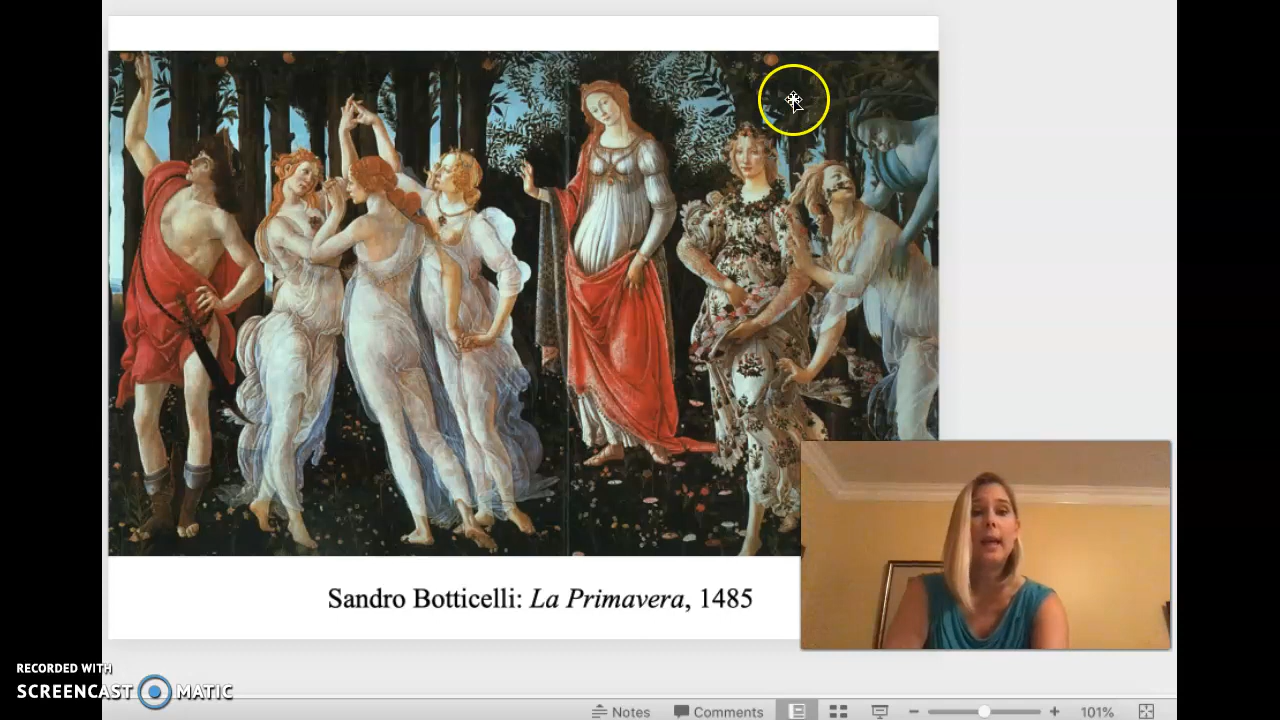 Sandro Botticelli: La Primavera, 1485
RECORDED WITH
SCREENCAST MATIC
Notes Comments 101%